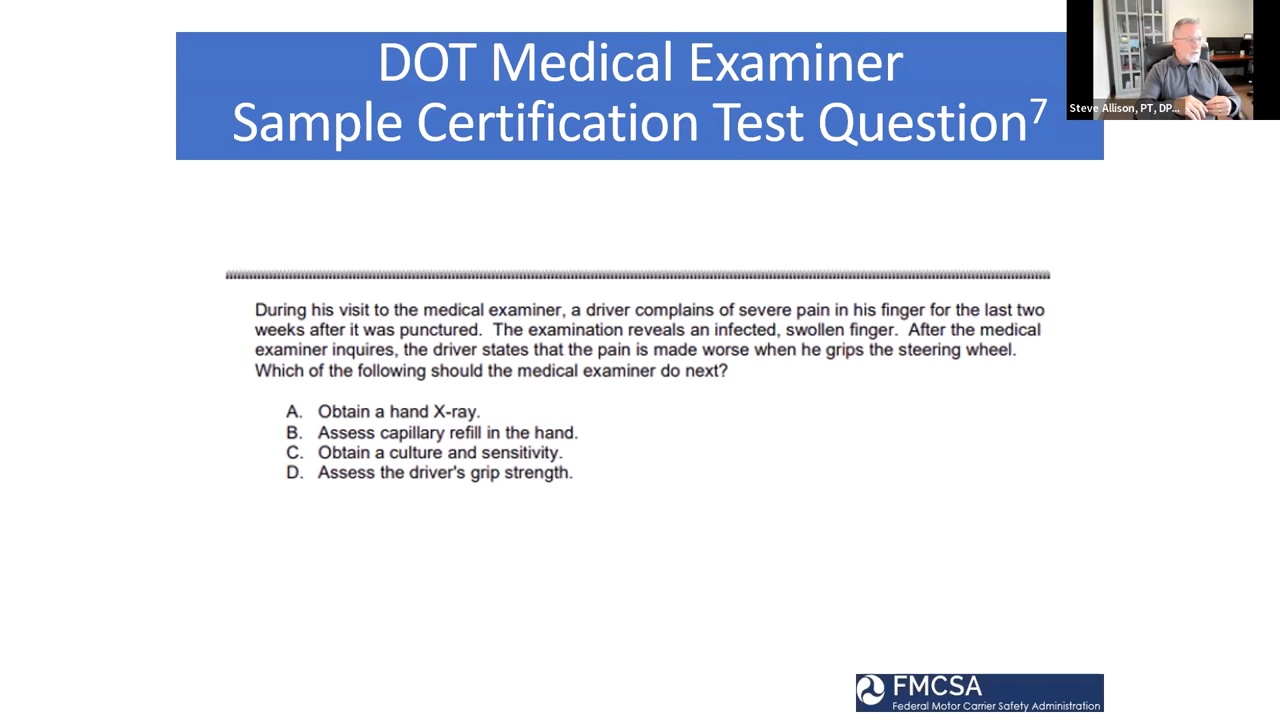 DOT Medical Examiner
Sample Certification Test Question7
Steve Allison, PT, DP...
During his visit to the medical examiner, a driver complains of severe pain in his finger for the last two
weeks after it was punctured. The examination reveals an infected, swollen finger. After the medical
examiner inquires, the driver states that the pain is made worse when he grips the steering wheel.
Which of the following should the medical examiner do next?
A. Obtain a hand X-ray.
B. Assess capillary refill in the hand.
C. Obtain a culture and sensitivity.
D. Assess the driver's grip strength.
FMCSA
Federal Motor Carrier Safety Administration